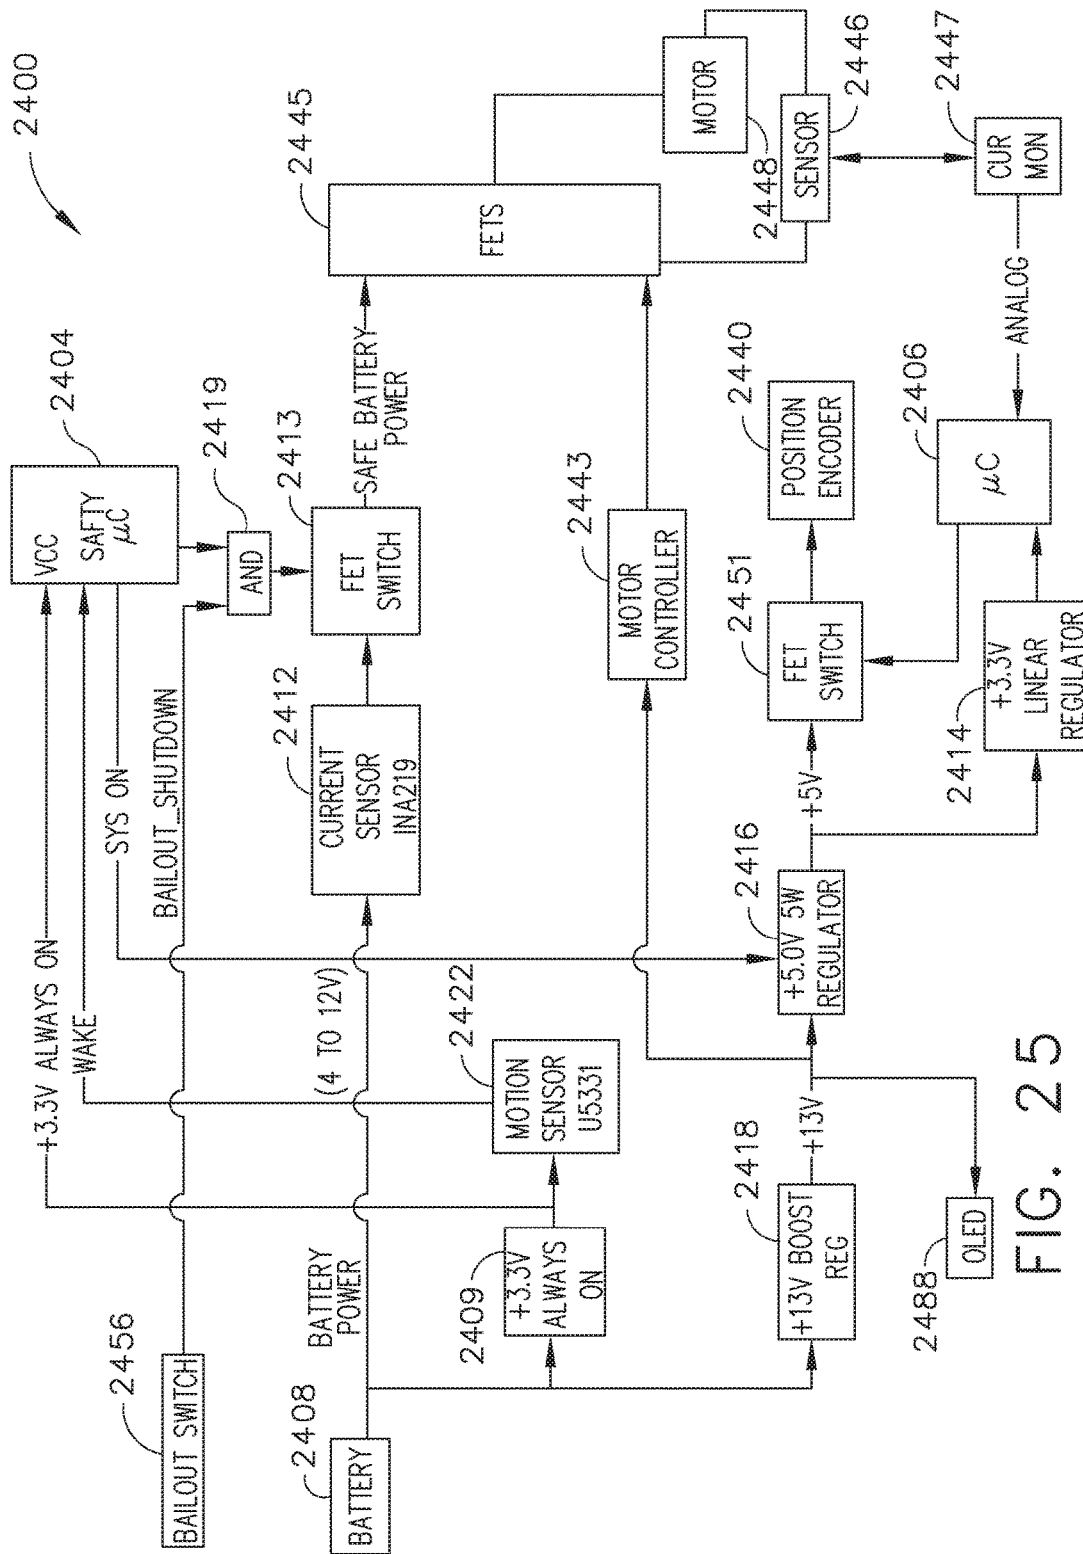 2400
2404
VCC
SAFTY
μC
+3.3V ALWAYS ON
WAKE
SYS ON
BAILOUT_SHUTDOWN
2419
AND
2456
BAILOUT SWITCH
2408
BATTERY
BATTERY
POWER
(4 TO 12V)
2412
CURRENT
SENSOR
INA219
2413
FET
SWITCH
SAFE BATTERY
POWER
2445
FETS
MOTOR
2448
SENSOR
2446
2447
CUR
MON
ANALOG
2409
+3.3V
ALWAYS
ON
2422
MOTION
SENSOR
U5331
2443
MOTOR
CONTROLLER
2418
+13V BOOST
REG
+13V
2416
+5.0V 5W
REGULATOR
+5V
2451
FET
SWITCH
2440
POSITION
ENCODER
2406
μC
2414
+3.3V
LINEAR
REGULATOR
2488
OLED
FIG. 25